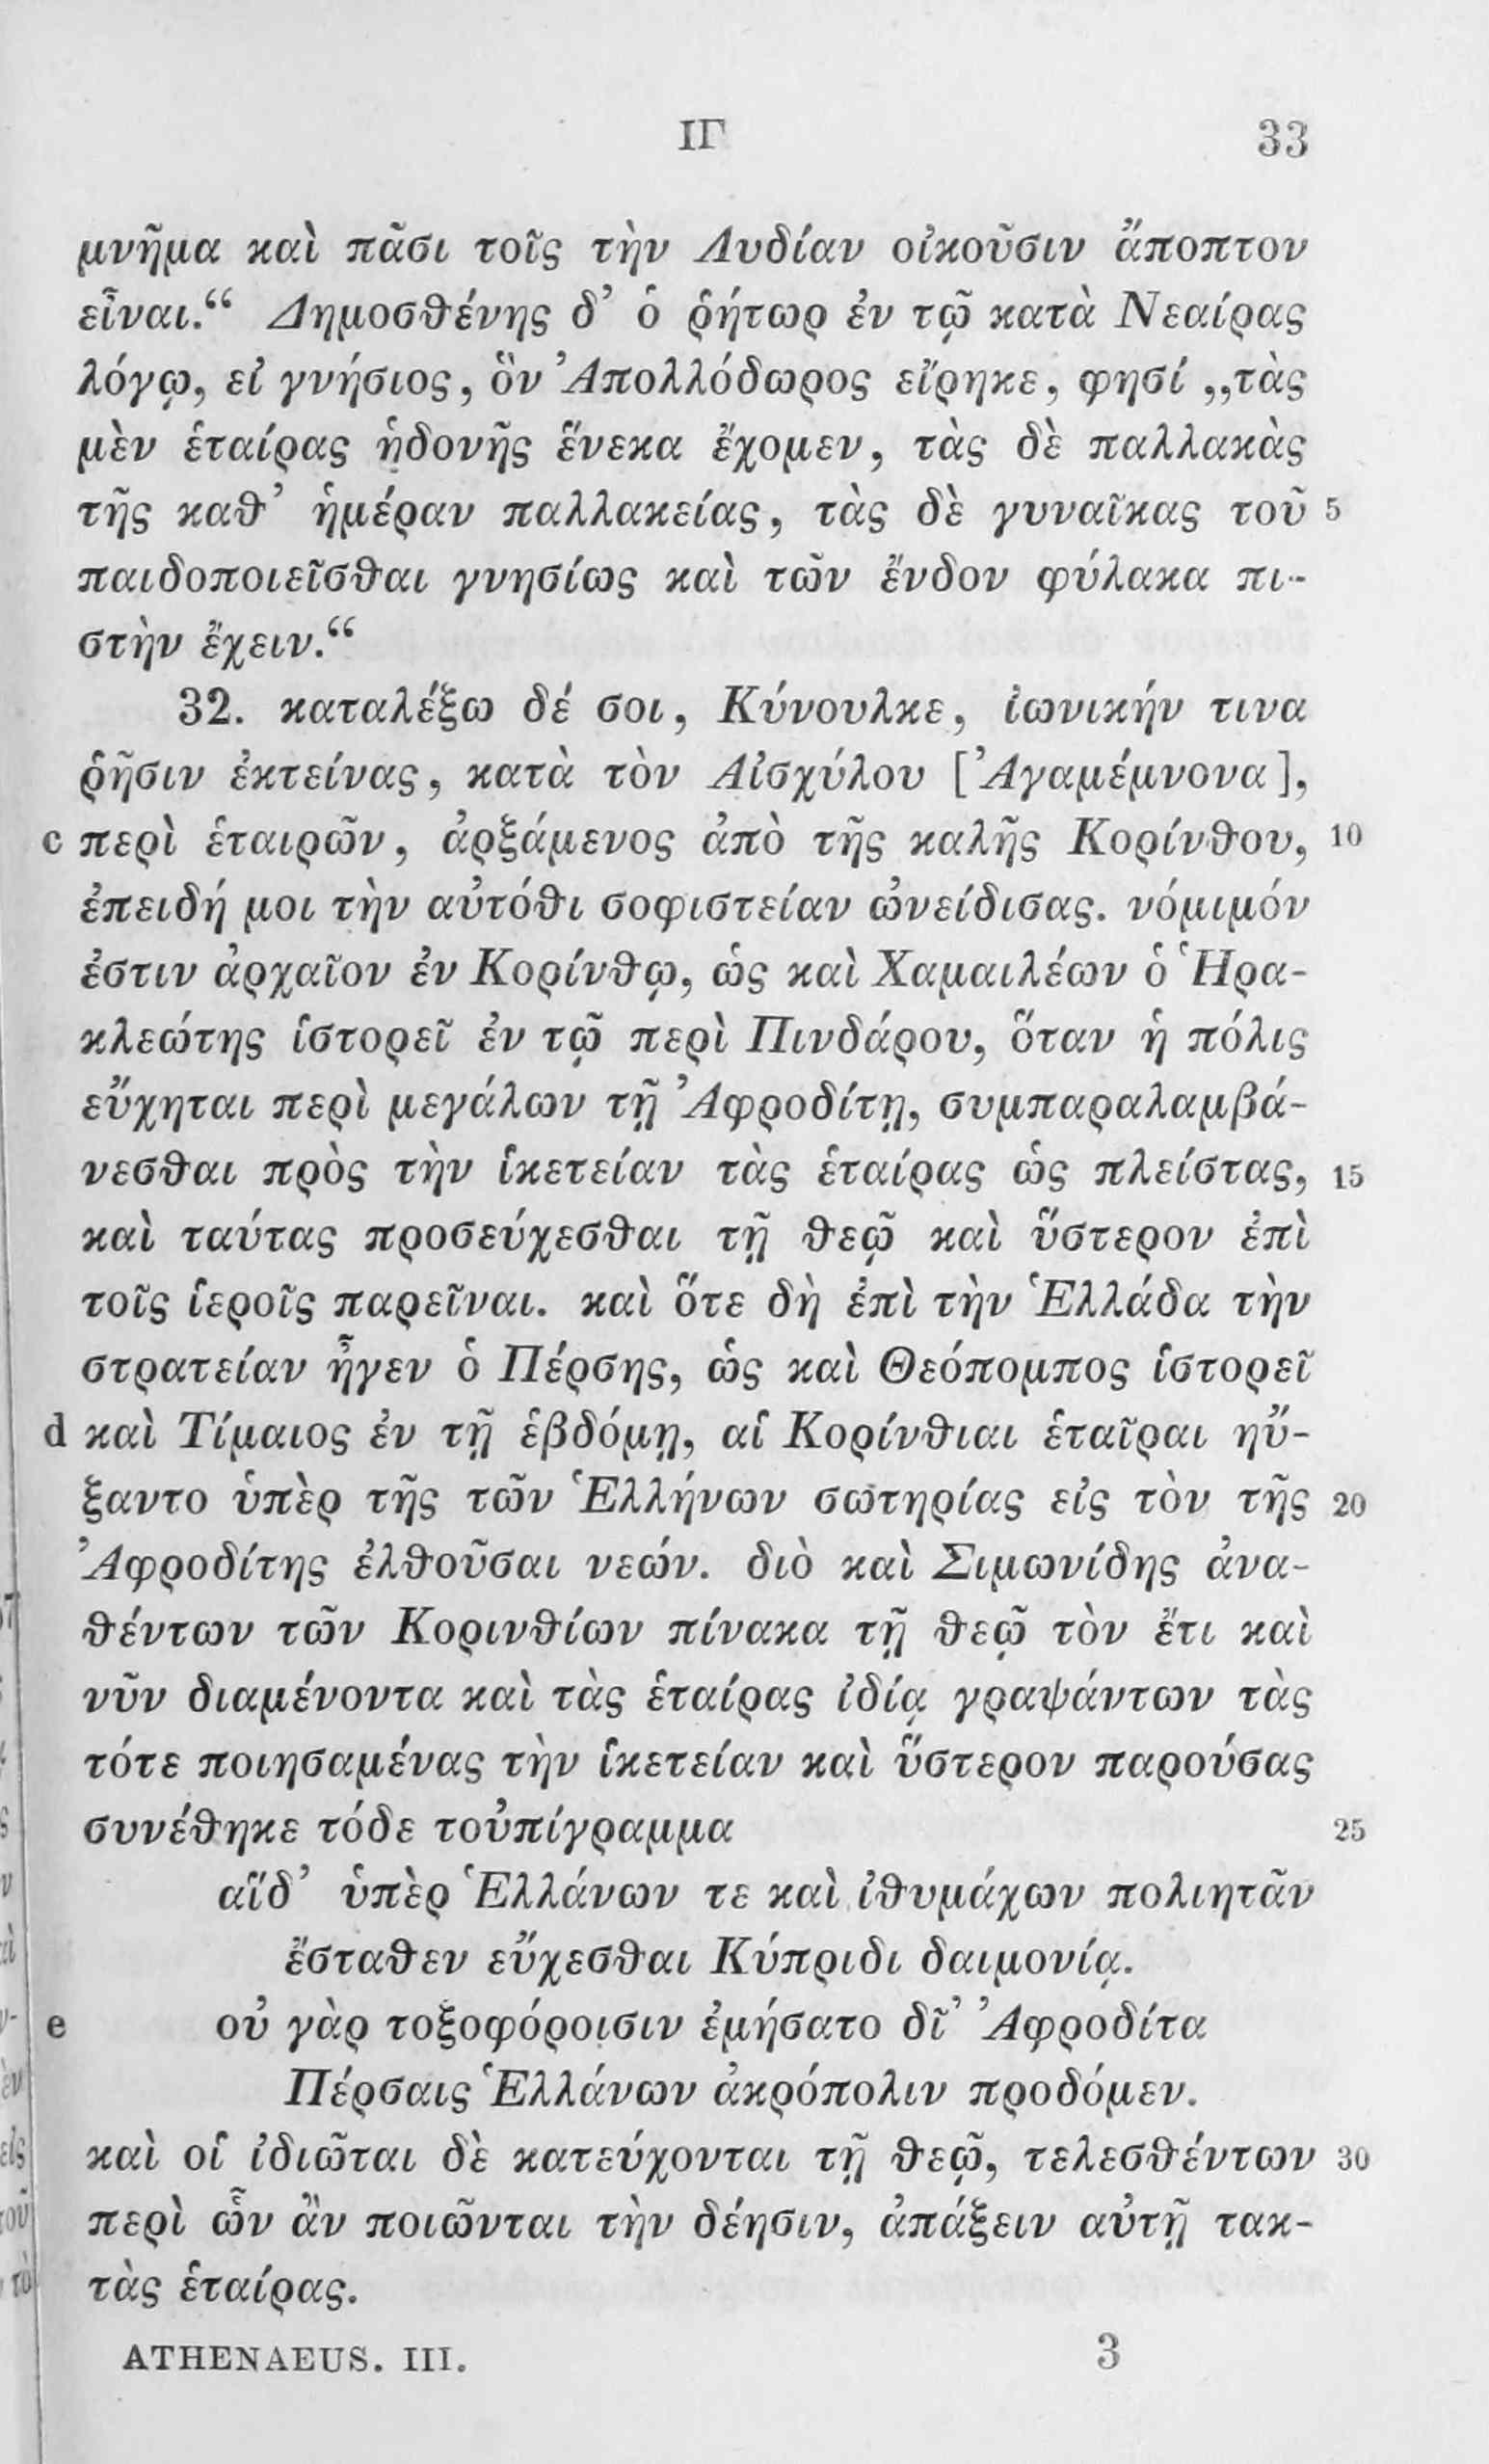 ΙΓ 33
μνῆμα καὶ πᾶσι τοῖς τὴν Λυδίαν οἰκοῦσιν ἄποπτον
εἶναι.“ Δημοσθένης δ’ ὁ ῥήτωρ ἐν τῷ κατὰ Νεαίρας
λόγῳ, εἰ γνήσιος, ὃν Ἀπολλόδωρος εἴρηκε, φησί „τὰς
μὲν ἑταίρας ἡδονῆς ἕνεκα ἔχομεν, τὰς δὲ παλλακὰς
τῆς καθ’ ἡμέραν παλλακείας, τὰς δὲ γυναῖκας τοῦ 5
παιδοποιεῖσθαι γνησίως καὶ τῶν ἔνδον φύλακα πι-
στὴν ἔχειν.“
32. καταλέξω δέ σοι, Κύνουλκε, ἰωνικήν τινα
ῥῆσιν ἐκτείνας, κατὰ τὸν Αἰσχύλου [Ἀγαμέμνονα],
c περὶ ἑταιρῶν, ἀρξάμενος ἀπὸ τῆς καλῆς Κορίνθου, 10
ἐπειδή μοι τὴν αὐτόθι σοφιστείαν ὠνείδισας. νόμιμόν
ἐστιν ἀρχαῖον ἐν Κορίνθῳ, ὡς καὶ Χαμαιλέων ὁ Ἡρα-
κλεώτης ἱστορεῖ ἐν τῷ περὶ Πινδάρου, ὅταν ἡ πόλις
εὔχηται περὶ μεγάλων τῇ Ἀφροδίτῃ, συμπαραλαμβά-
νεσθαι πρὸς τὴν ἱκετείαν τὰς ἑταίρας ὡς πλείστας, 15
καὶ ταύτας προσεύχεσθαι τῇ θεῷ καὶ ὕστερον ἐπὶ
τοῖς ἱεροῖς παρεῖναι. καὶ ὅτε δὴ ἐπὶ τὴν Ἑλλάδα τὴν
στρατείαν ἦγεν ὁ Πέρσης, ὡς καὶ Θεόπομπος ἱστορεῖ
d καὶ Τίμαιος ἐν τῇ ἑβδόμῃ, αἱ Κορίνθιαι ἑταῖραι ηὔ-
ξαντο ὑπὲρ τῆς τῶν Ἑλλήνων σωτηρίας εἰς τὸν τῆς 20
Ἀφροδίτης ἐλθοῦσαι νεών. διὸ καὶ Σιμωνίδης ἀνα-
θέντων τῶν Κορινθίων πίνακα τῇ θεῷ τὸν ἔτι καὶ
νῦν διαμένοντα καὶ τὰς ἑταίρας ἰδίᾳ γραψάντων τὰς
τότε ποιησαμένας τὴν ἱκετείαν καὶ ὕστερον παρούσας
συνέθηκε τόδε τοὐπίγραμμα 25
αἵδ’ ὑπὲρ Ἑλλάνων τε καὶ ἰθυμάχων πολιητᾶν
ἔσταθεν εὔχεσθαι Κύπριδι δαιμονίᾳ.
e οὐ γὰρ τοξοφόροισιν ἐμήσατο δῖ’ Ἀφροδίτα
Πέρσαις Ἑλλάνων ἀκρόπολιν προδόμεν.
καὶ οἱ ἰδιῶται δὲ κατεύχονται τῇ θεῷ, τελεσθέντων 30
περὶ ὧν ἂν ποιῶνται τὴν δέησιν, ἀπάξειν αὐτῇ τακ-
τὰς ἑταίρας.
ATHENAEUS. III. 3